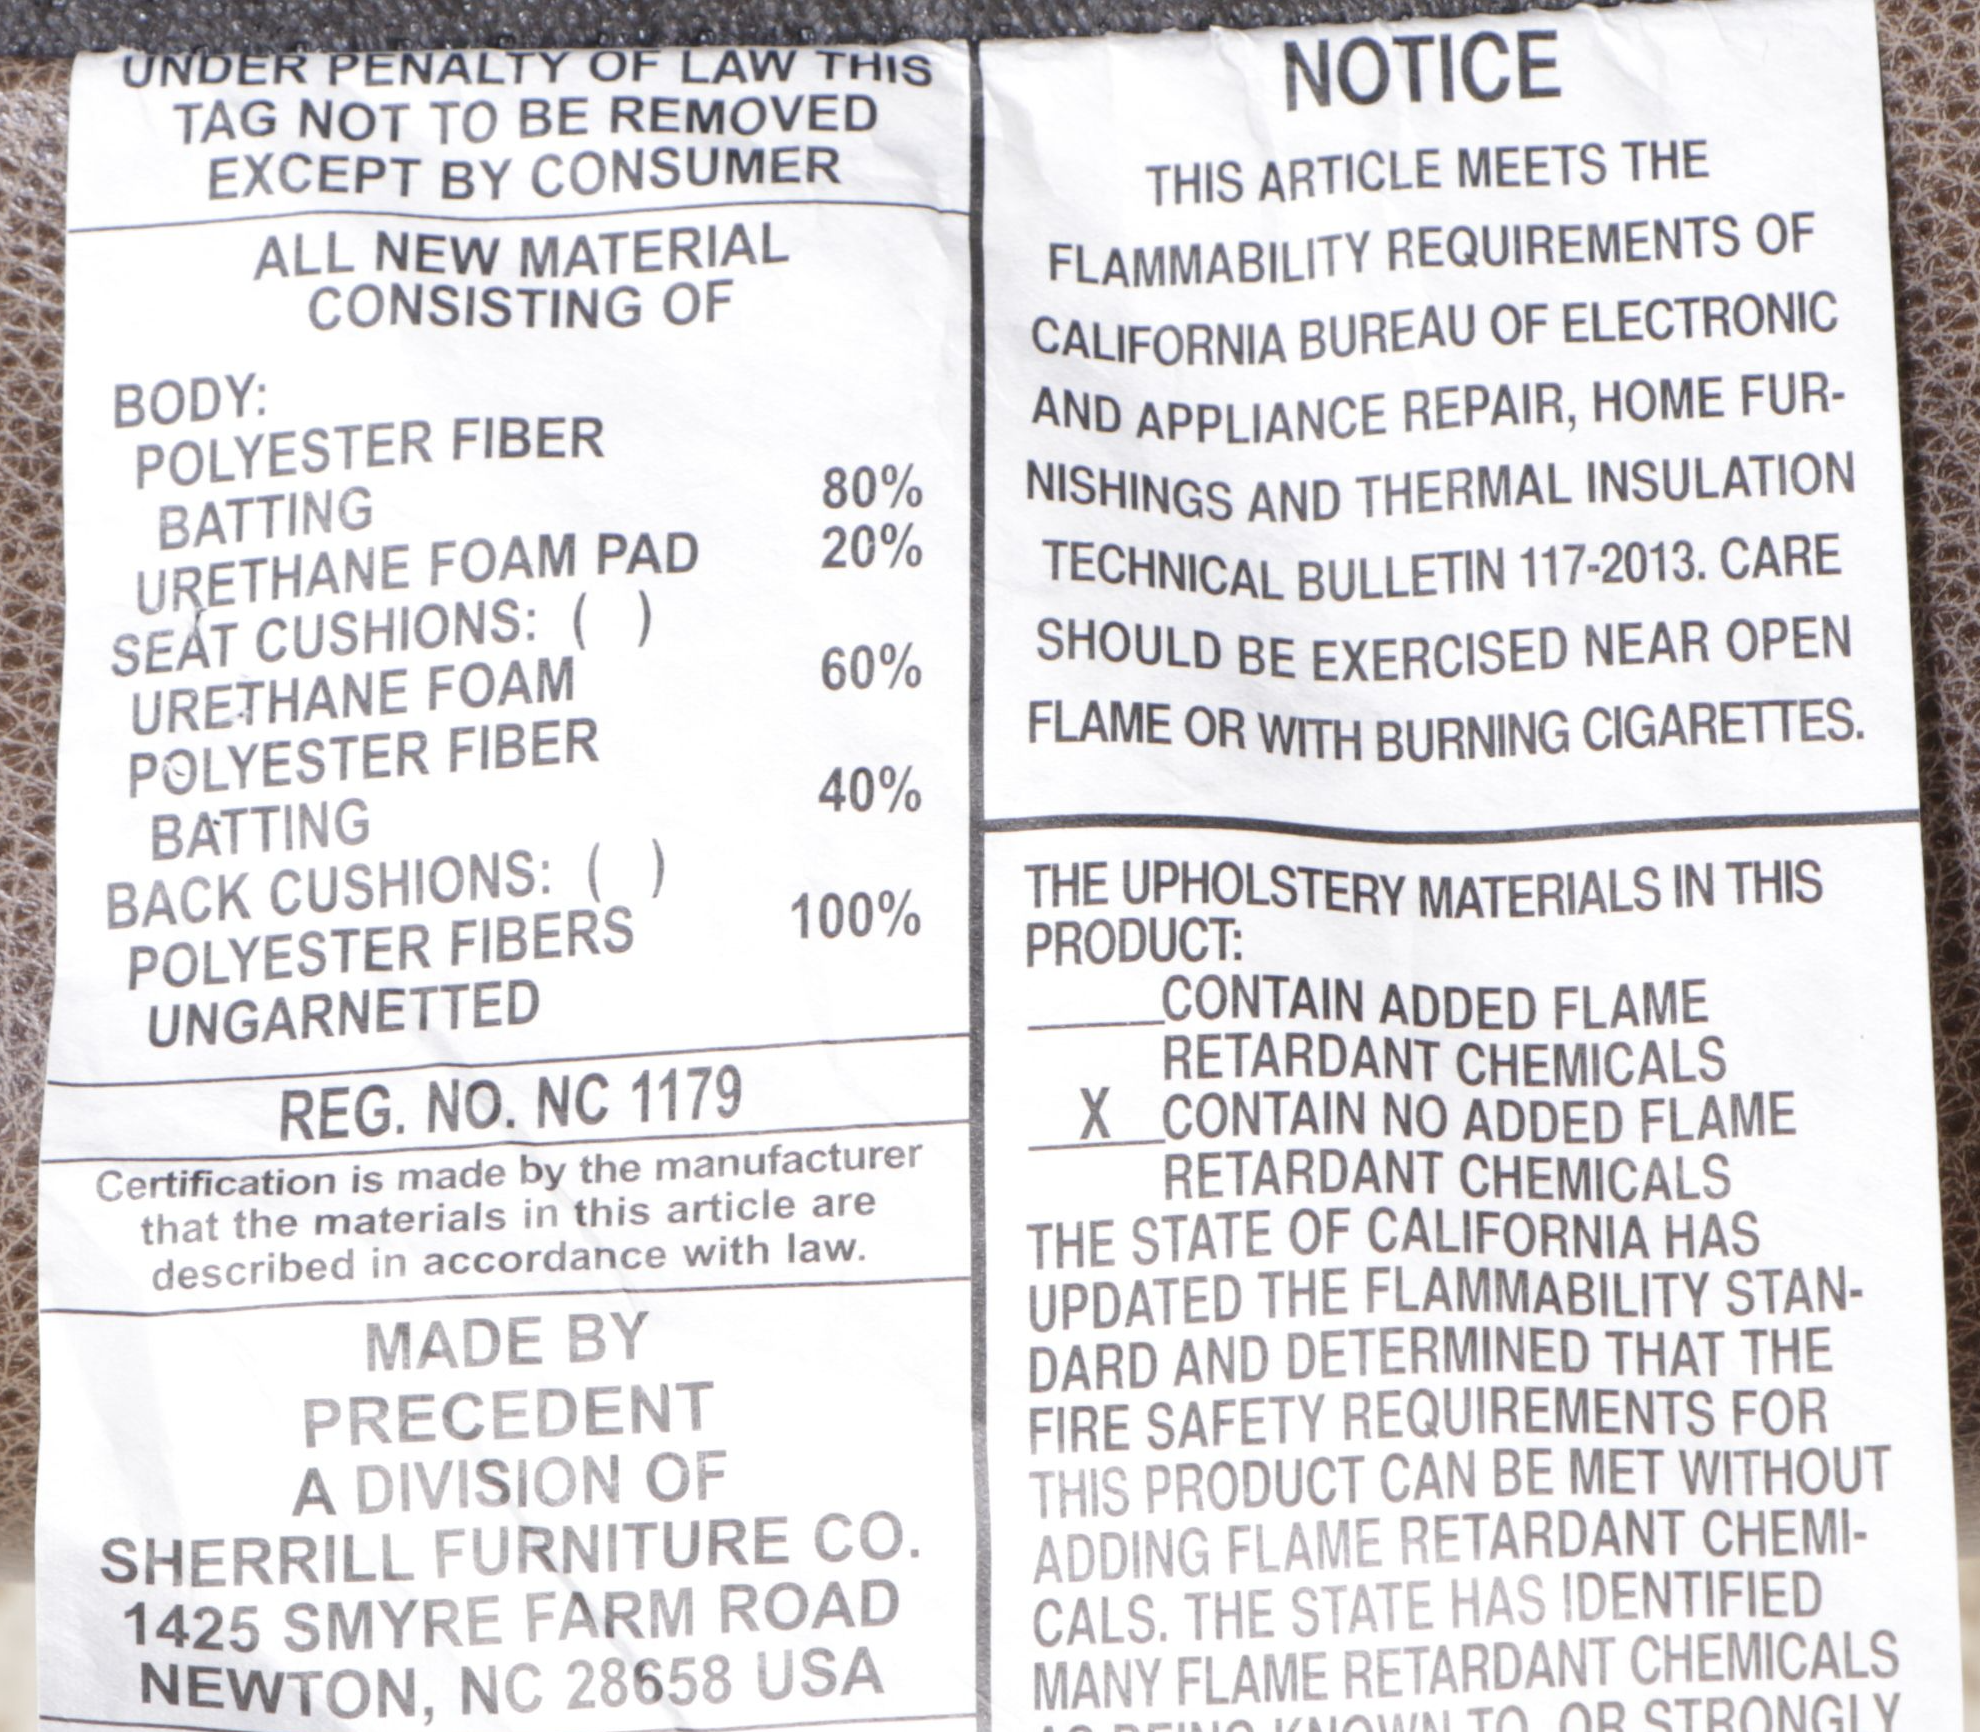 UNDER PENALTY OF LAW THIS
TAG NOT TO BE REMOVED
EXCEPT BY CONSUMER
ALL NEW MATERIAL
CONSISTING OF
BODY:
POLYESTER FIBER
BATTING 80%
URETHANE FOAM PAD 20%
SEAT CUSHIONS: ( )
URETHANE FOAM 60%
POLYESTER FIBER
BATTING 40%
BACK CUSHIONS: ( )
POLYESTER FIBERS 100%
UNGARNETTED
REG. NO. NC 1179
Certification is made by the manufacturer
that the materials in this article are
described in accordance with law.
MADE BY
PRECEDENT
A DIVISION OF
SHERRILL FURNITURE CO.
1425 SMYRE FARM ROAD
NEWTON, NC 28658 USA
NOTICE
THIS ARTICLE MEETS THE
FLAMMABILITY REQUIREMENTS OF
CALIFORNIA BUREAU OF ELECTRONIC
AND APPLIANCE REPAIR, HOME FUR-
NISHINGS AND THERMAL INSULATION
TECHNICAL BULLETIN 117-2013. CARE
SHOULD BE EXERCISED NEAR OPEN
FLAME OR WITH BURNING CIGARETTES.
THE UPHOLSTERY MATERIALS IN THIS
PRODUCT:
____CONTAIN ADDED FLAME
RETARDANT CHEMICALS
__X__CONTAIN NO ADDED FLAME
RETARDANT CHEMICALS
THE STATE OF CALIFORNIA HAS
UPDATED THE FLAMMABILITY STAN-
DARD AND DETERMINED THAT THE
FIRE SAFETY REQUIREMENTS FOR
THIS PRODUCT CAN BE MET WITHOUT
ADDING FLAME RETARDANT CHEMI-
CALS. THE STATE HAS IDENTIFIED
MANY FLAME RETARDANT CHEMICALS
AS BEING KNOWN TO, OR STRONGLY